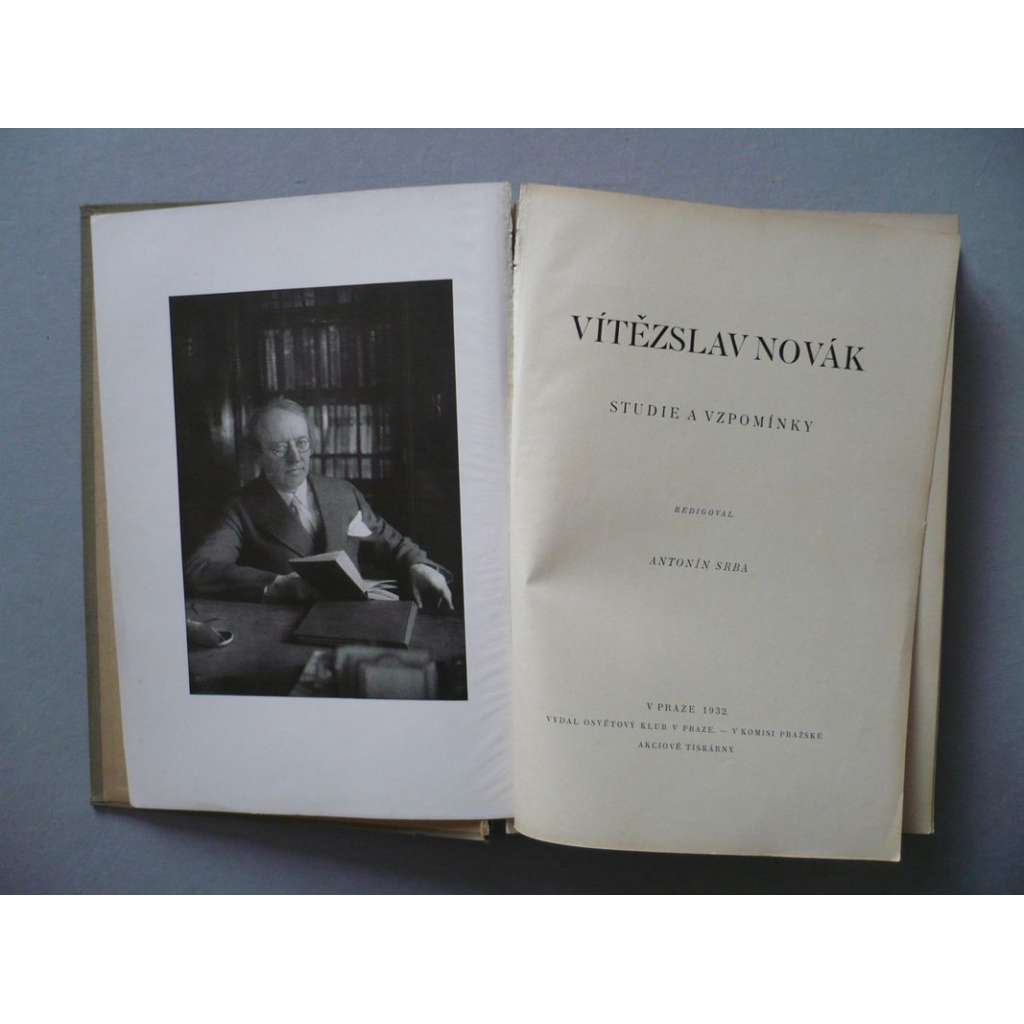 VÍTĚZSLAV NOVÁK
STUDIE A VZPOMÍNKY
REDIGOVAL
ANTONÍN SRBA
V PRAZE 1932
VYDAL OSVĚTOVÝ KLUB V PRAZE. — V KOMISI PRAŽSKÉ
AKCIOVÉ TISKÁRNY